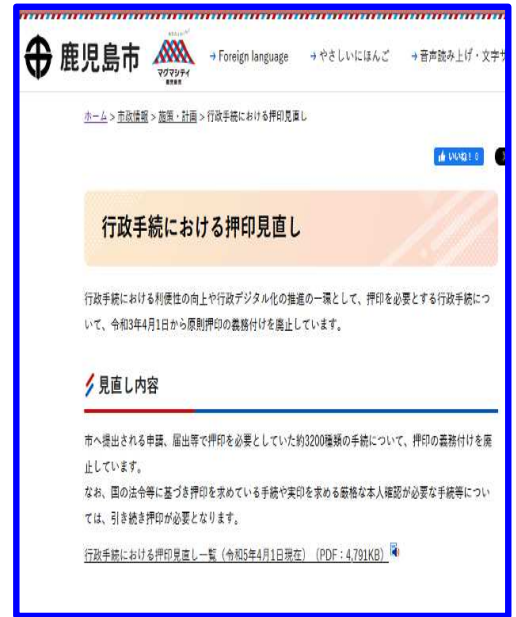 鹿児島市
マグマシティ
鹿児島市
→ Foreign language → やさしいにほんご → 音声読み上げ・文字サ
ホーム > 市政情報 > 施策・計画 > 行政手続における押印見直し
いいね! 0
行政手続における押印見直し
行政手続における利便性の向上や行政デジタル化の推進の一環として、押印を必要とする行政手続につ
いて、令和3年4月1日から原則押印の義務付けを廃止しています。
見直し内容
市へ提出される申請、届出等で押印を必要としていた約3200種類の手続について、押印の義務付けを廃
止しています。
なお、国の法令等に基づき押印を求めている手続や実印を求める厳格な本人確認が必要な手続等につい
ては、引き続き押印が必要となります。
行政手続における押印見直し一覧（令和5年4月1日現在）（PDF：4,791KB）